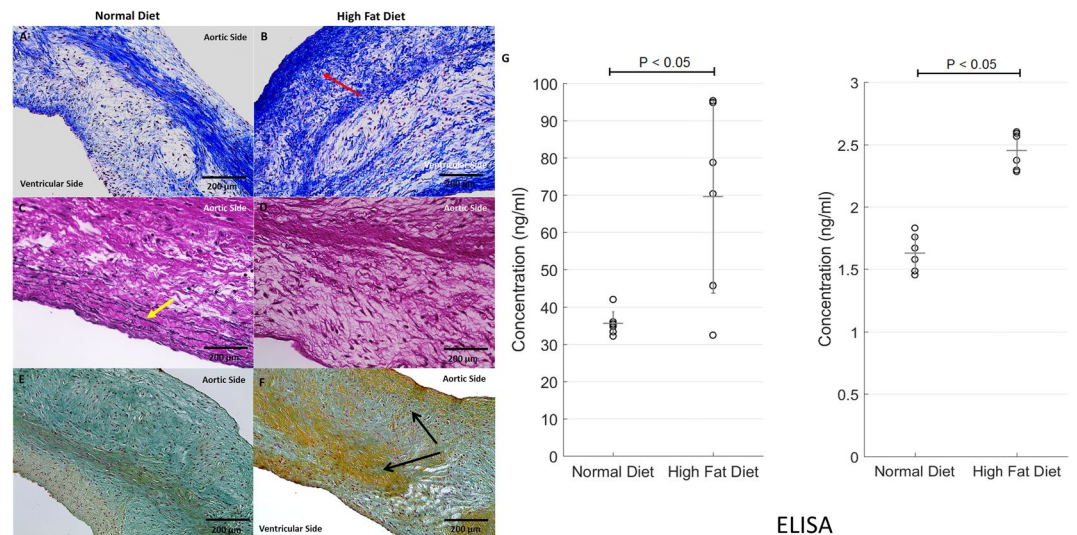 Normal Diet
High Fat Diet
A
Aortic Side
Ventricular Side
200 µm
B
Aortic Side
Ventricular Side
200 µm
C
Aortic Side
200 µm
D
Aortic Side
200 µm
E
Aortic Side
200 µm
F
Aortic Side
Ventricular Side
200 µm
G
P < 0.05
Concentration (ng/ml)
100
90
80
70
60
50
40
30
20
10
0
Normal Diet
High Fat Diet
P < 0.05
Concentration (ng/ml)
3
2.5
2
1.5
1
0.5
0
Normal Diet
High Fat Diet
ELISA